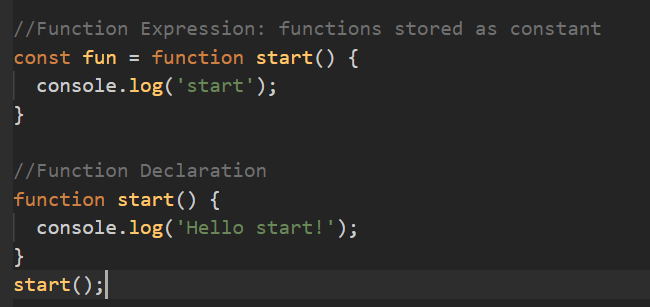 //Function Expression: functions stored as constant
const fun = function start() {
  console.log('start');
}
//Function Declaration
function start() {
  console.log('Hello start!');
}
start();